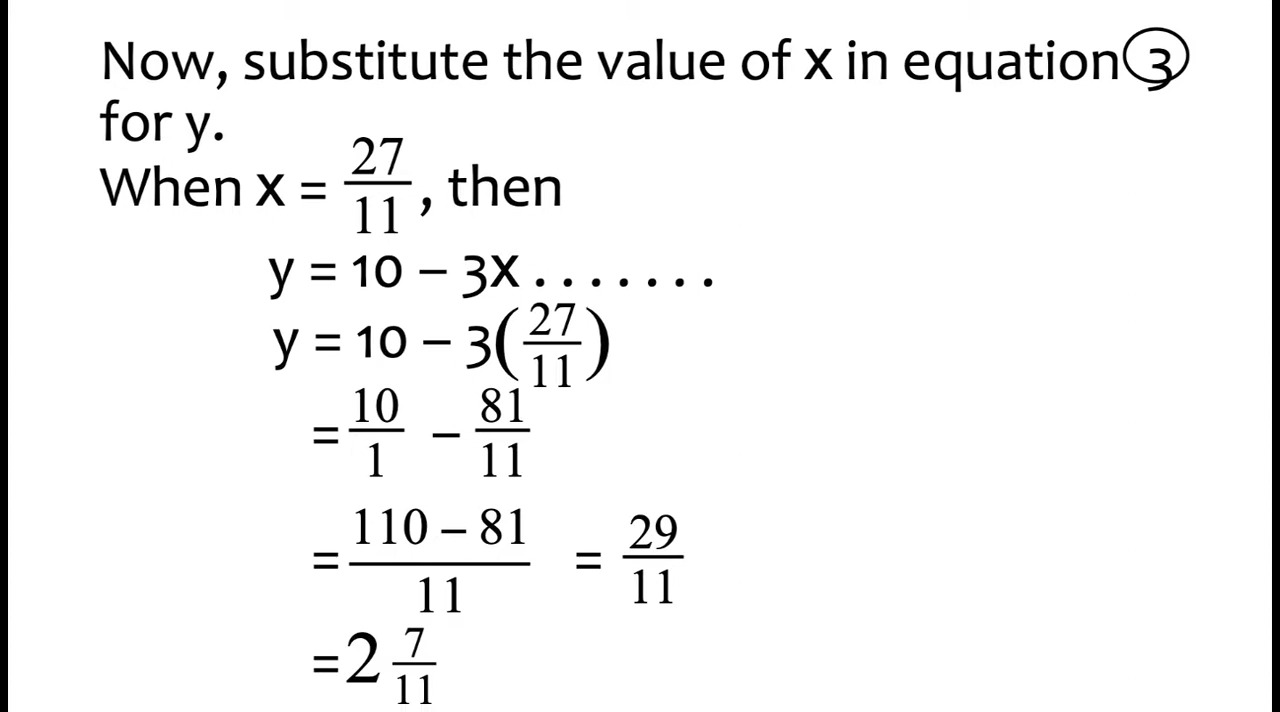 Now, substitute the value of x in equation ③
for y.
When x = 27/11, then
y = 10 – 3x . . . . . . .
y = 10 – 3(27/11)
= 10/1 – 81/11
= (110 – 81)/11 = 29/11
= 2 7/11